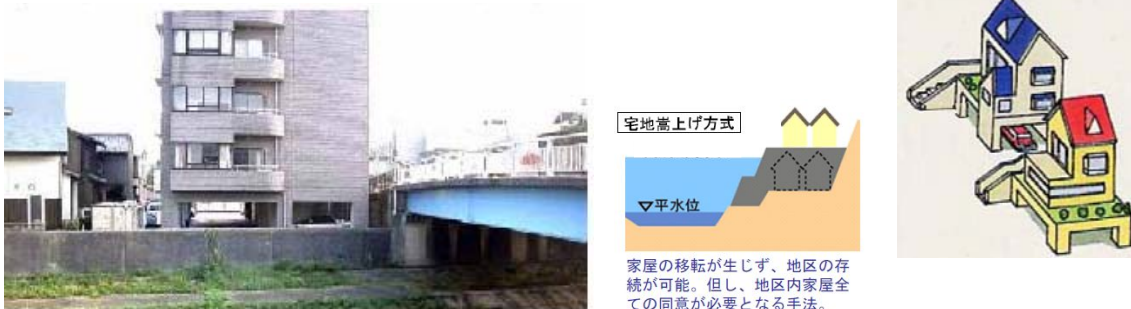 宅地嵩上げ方式
▽平水位
家屋の移転が生じず、地区の存
続が可能。但し、地区内家屋全
ての同意が必要となる手法。